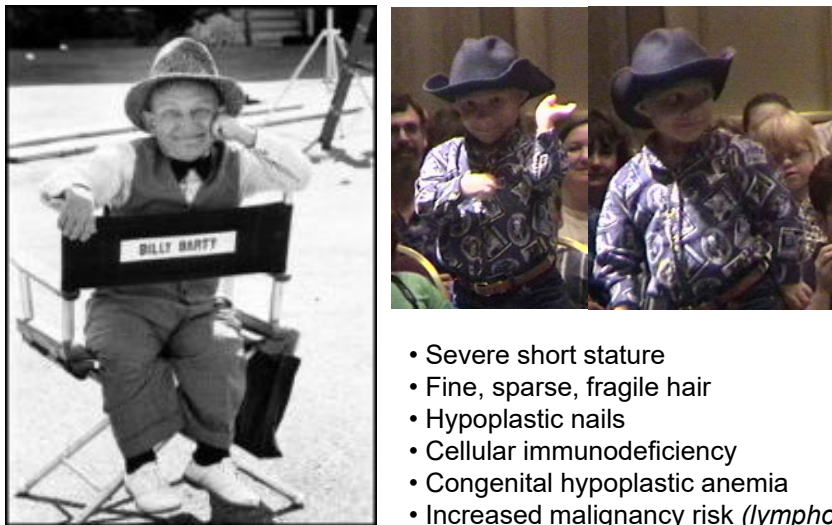 BILLY BARTY
• Severe short stature
• Fine, sparse, fragile hair
• Hypoplastic nails
• Cellular immunodeficiency
• Congenital hypoplastic anemia
• Increased malignancy risk (lympho